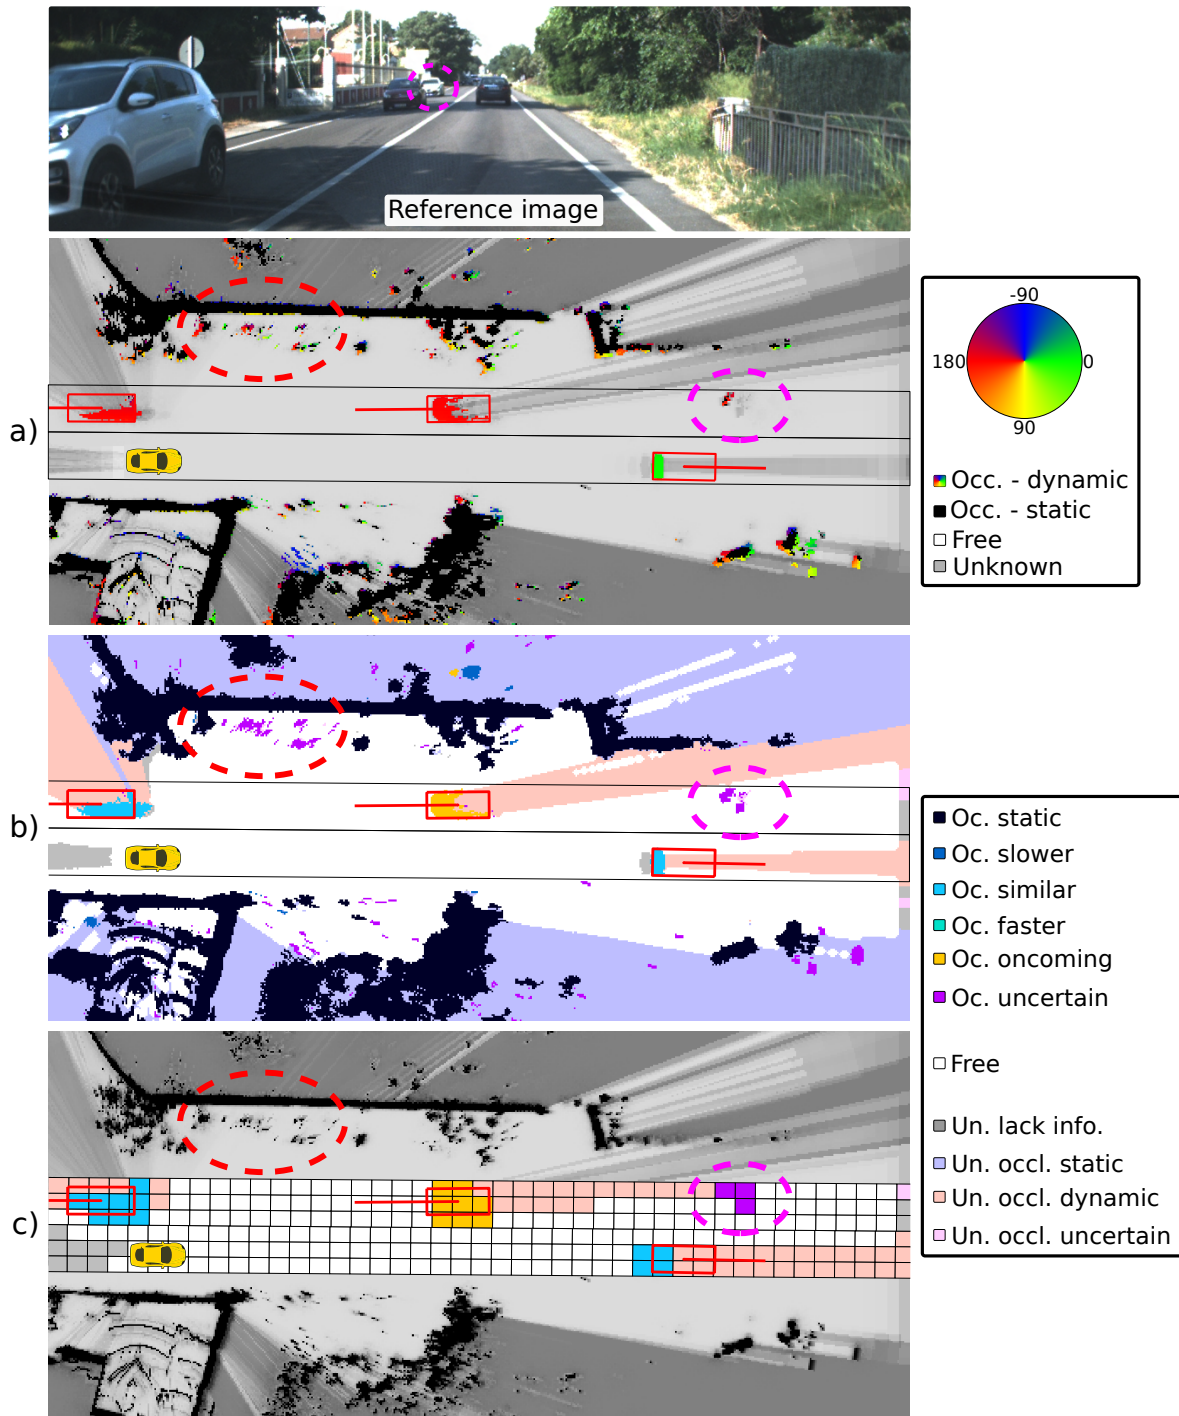 Reference image
a)
-90
180
0
90
Occ. - dynamic
Occ. - static
Free
Unknown
b)
Oc. static
Oc. slower
Oc. similar
Oc. faster
Oc. oncoming
Oc. uncertain
Free
Un. lack info.
Un. occl. static
Un. occl. dynamic
Un. occl. uncertain
c)